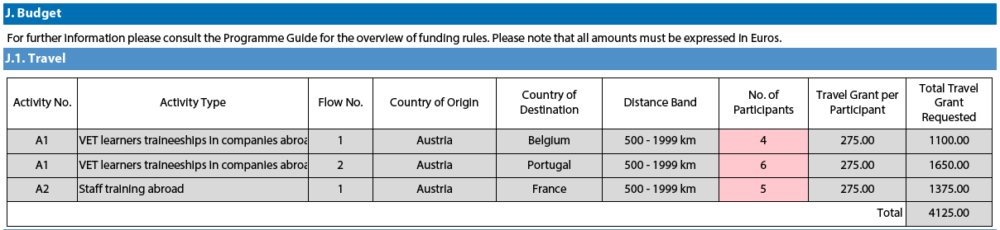 J. Budget
For further information please consult the Programme Guide for the overview of funding rules. Please note that all amounts must be expressed in Euros.
J.1. Travel
Activity No. Activity Type Flow No. Country of Origin Country of Destination Distance Band No. of Participants Travel Grant per Participant Total Travel Grant Requested
A1 VET learners traineeships in companies abroa 1 Austria Belgium 500 - 1999 km 4 275.00 1100.00
A1 VET learners traineeships in companies abroa 2 Austria Portugal 500 - 1999 km 6 275.00 1650.00
A2 Staff training abroad 1 Austria France 500 - 1999 km 5 275.00 1375.00
Total 4125.00